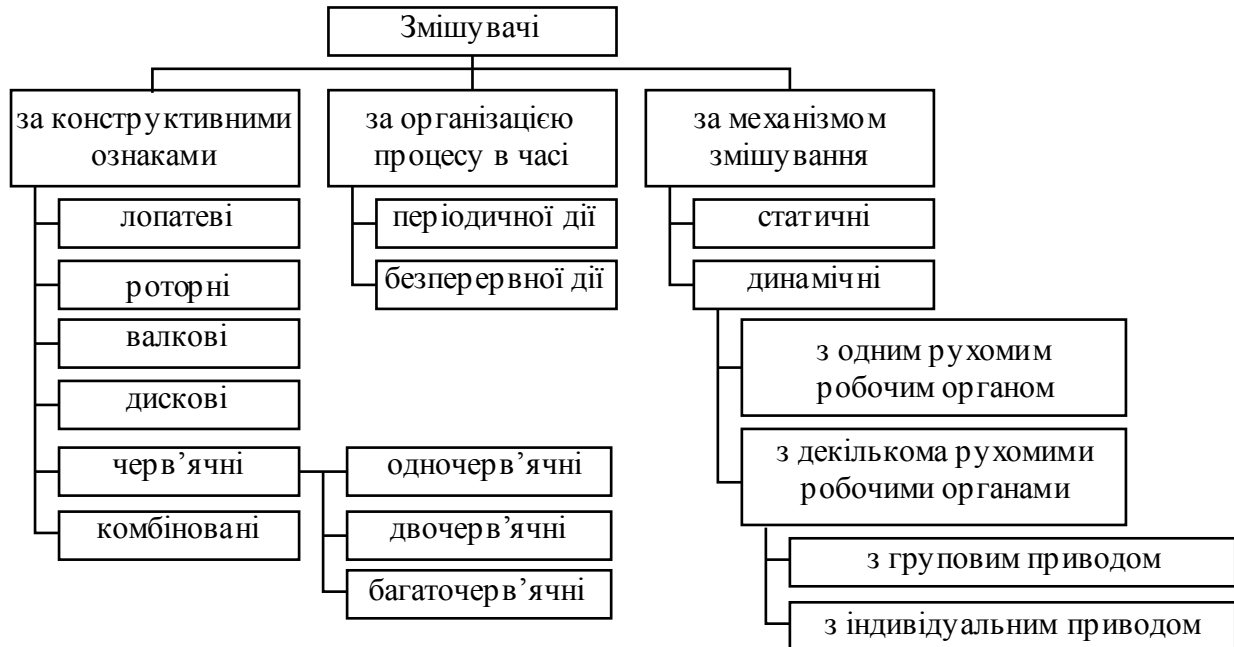 Змішувачі
за конструктивними
ознаками
лопатеві
роторні
валкові
дискові
черв’ячні
одночерв’ячні
двочерв’ячні
багаточерв’ячні
комбіновані
за організацією
процесу в часі
періодичної дії
безперервної дії
за механізмом
змішування
статичні
динамічні
з одним рухомим
робочим органом
з декількома рухомими
робочими органами
з груповим приводом
з індивідуальним приводом